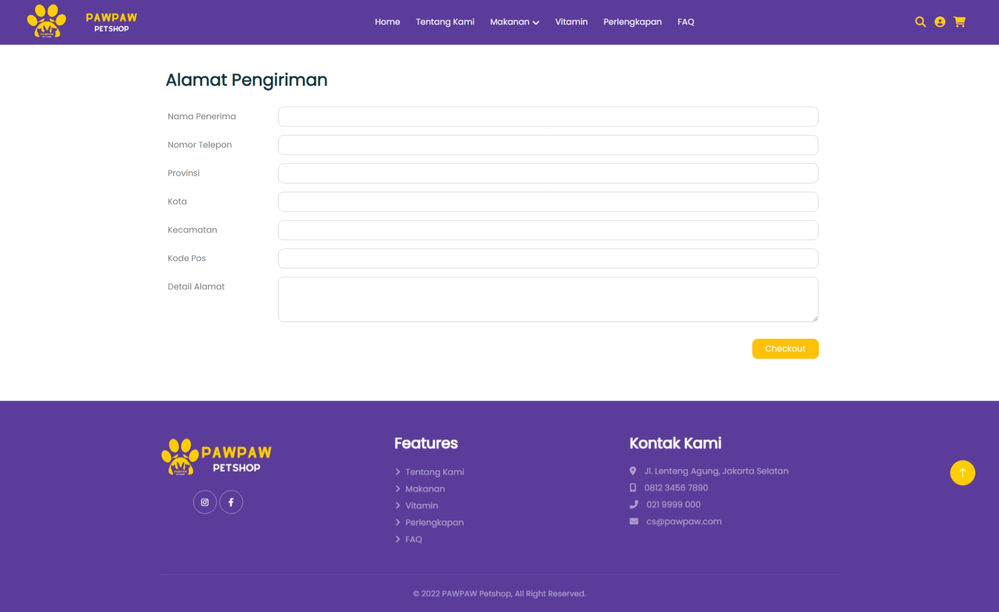 PAWPAW
PETSHOP
Home Tentang Kami Makanan Vitamin Perlengkapan FAQ
Alamat Pengiriman
Nama Penerima
Nomor Telepon
Provinsi
Kota
Kecamatan
Kode Pos
Detail Alamat
Checkout
PAWPAW
PETSHOP
Features
Tentang Kami
Makanan
Vitamin
Perlengkapan
FAQ
Kontak Kami
Jl. Lenteng Agung, Jakarta Selatan
0812 3456 7890
021 9999 000
cs@pawpaw.com
© 2022 PAWPAW Petshop, All Right Reserved.